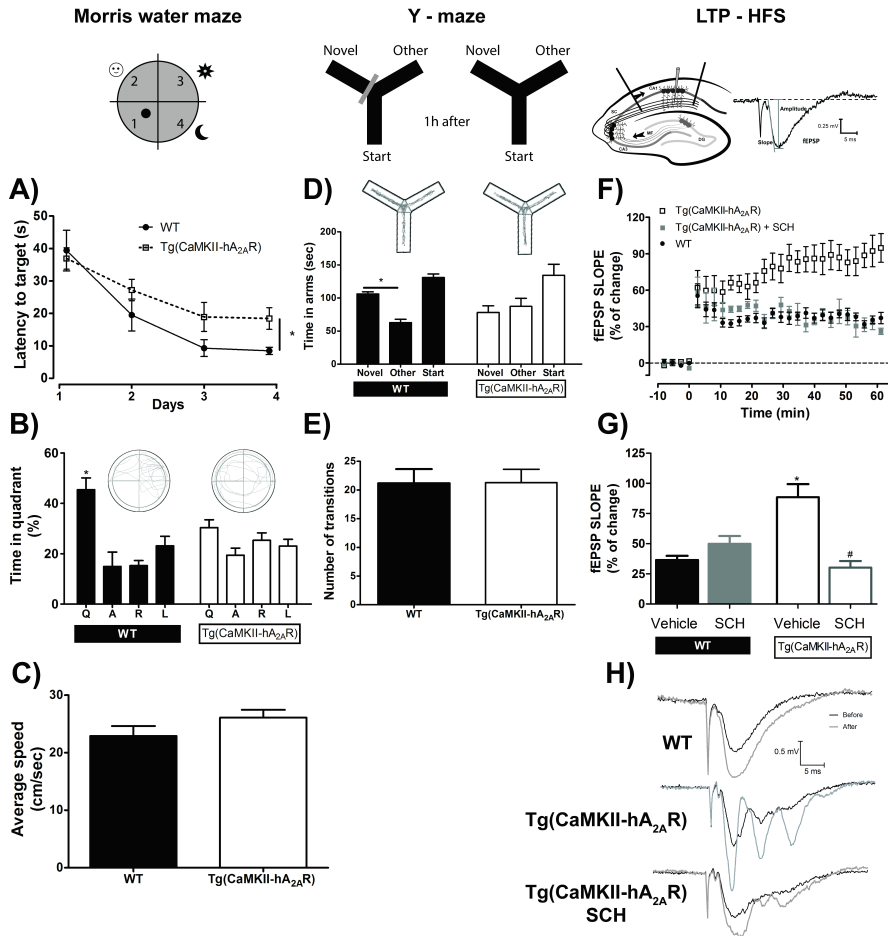 Morris water maze
Y - maze
LTP - HFS
2
3
1
4
Novel
Other
Novel
Other
1h after
Start
Start
CA1
SC
MF
DG
CA3
Amplitude
Slope
fEPSP
0.25 mV
5 ms
A)
Latency to target (s)
50
40
30
20
10
0
1
2
3
4
Days
WT
Tg(CaMKII-hA2AR)
*
D)
Time in arms (sec)
200
150
100
50
0
*
Novel
Other
Start
Novel
Other
Start
WT
Tg(CaMKII-hA2AR)
F)
Tg(CaMKII-hA2AR)
Tg(CaMKII-hA2AR) + SCH
WT
fEPSP SLOPE
(% of change)
120
90
60
30
0
-10
0
10
20
30
40
50
60
Time (min)
B)
Time in quadrant
(%)
60
40
20
0
*
Q
A
R
L
Q
A
R
L
WT
Tg(CaMKII-hA2AR)
E)
Number of transitions
25
20
15
10
5
0
WT
Tg(CaMKII-hA2AR)
G)
fEPSP SLOPE
(% of change)
125
100
75
50
25
0
*
#
Vehicle
SCH
Vehicle
SCH
WT
Tg(CaMKII-hA2AR)
C)
Average speed
(cm/sec)
30
20
10
0
WT
Tg(CaMKII-hA2AR)
H)
WT
Before
After
0.5 mV
5 ms
Tg(CaMKII-hA2AR)
Tg(CaMKII-hA2AR)
SCH